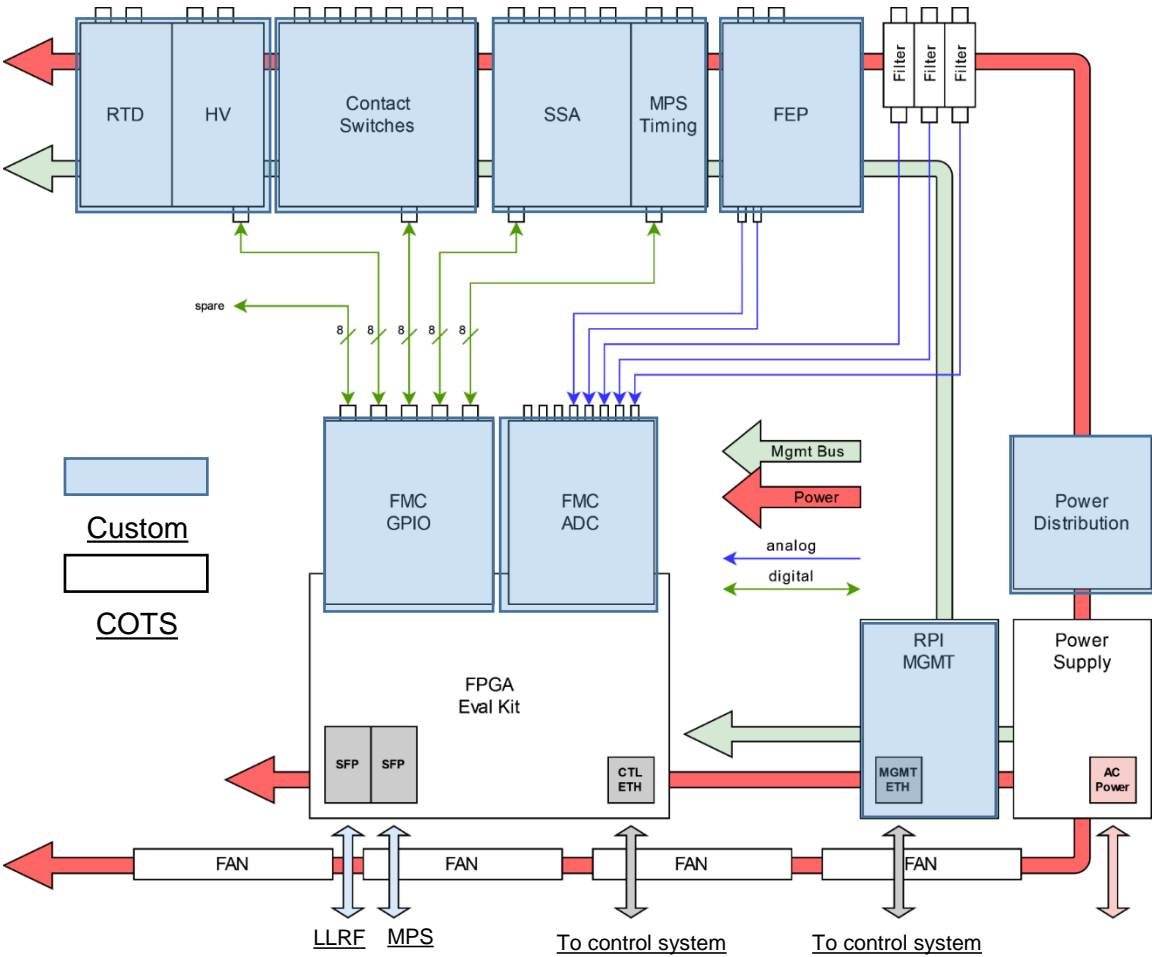 RTD
HV
Contact
Switches
SSA
MPS
Timing
FEP
Filter
Filter
Filter
spare
8
8
8
8
8
FMC
GPIO
FMC
ADC
Mgmt Bus
Power
analog
digital
Custom
COTS
Power
Distribution
RPI
MGMT
Power
Supply
FPGA
Eval Kit
SFP
SFP
CTL
ETH
MGMT
ETH
AC
Power
FAN
FAN
FAN
FAN
LLRF
MPS
To control system
To control system